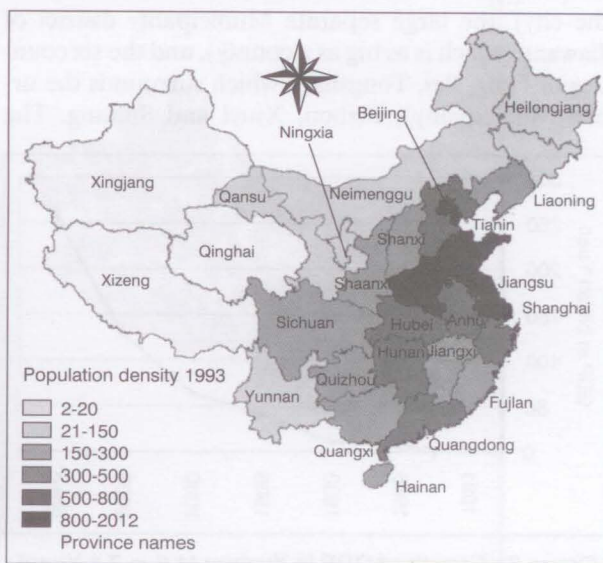 Heilongjang
Beijing
Ningxia
Xingjang
Neimenggu
Liaoning
Qansu
Tianin
Shanxi
Qinghai
Jiangsu
Xizeng
Shaanxi
Shanghai
Sichuan
Hubei
Anhui
Hunan
Jiangxi
Population density 1993
Quizhou
2-20
Yunnan
Fujlan
21-150
150-300
Quangxi
Quangdong
300-500
Hainan
500-800
800-2012
Province names